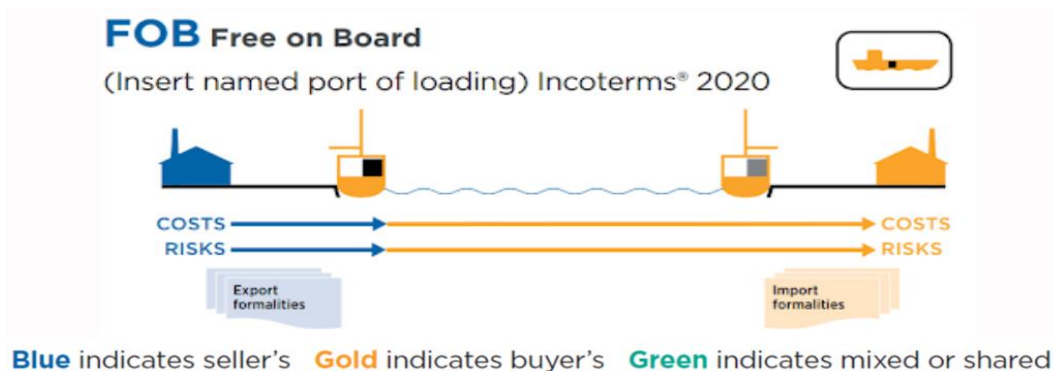 FOB Free on Board
(Insert named port of loading) Incoterms® 2020
COSTS COSTS
RISKS RISKS
Export
formalities
Import
formalities
Blue indicates seller's Gold indicates buyer's Green indicates mixed or shared